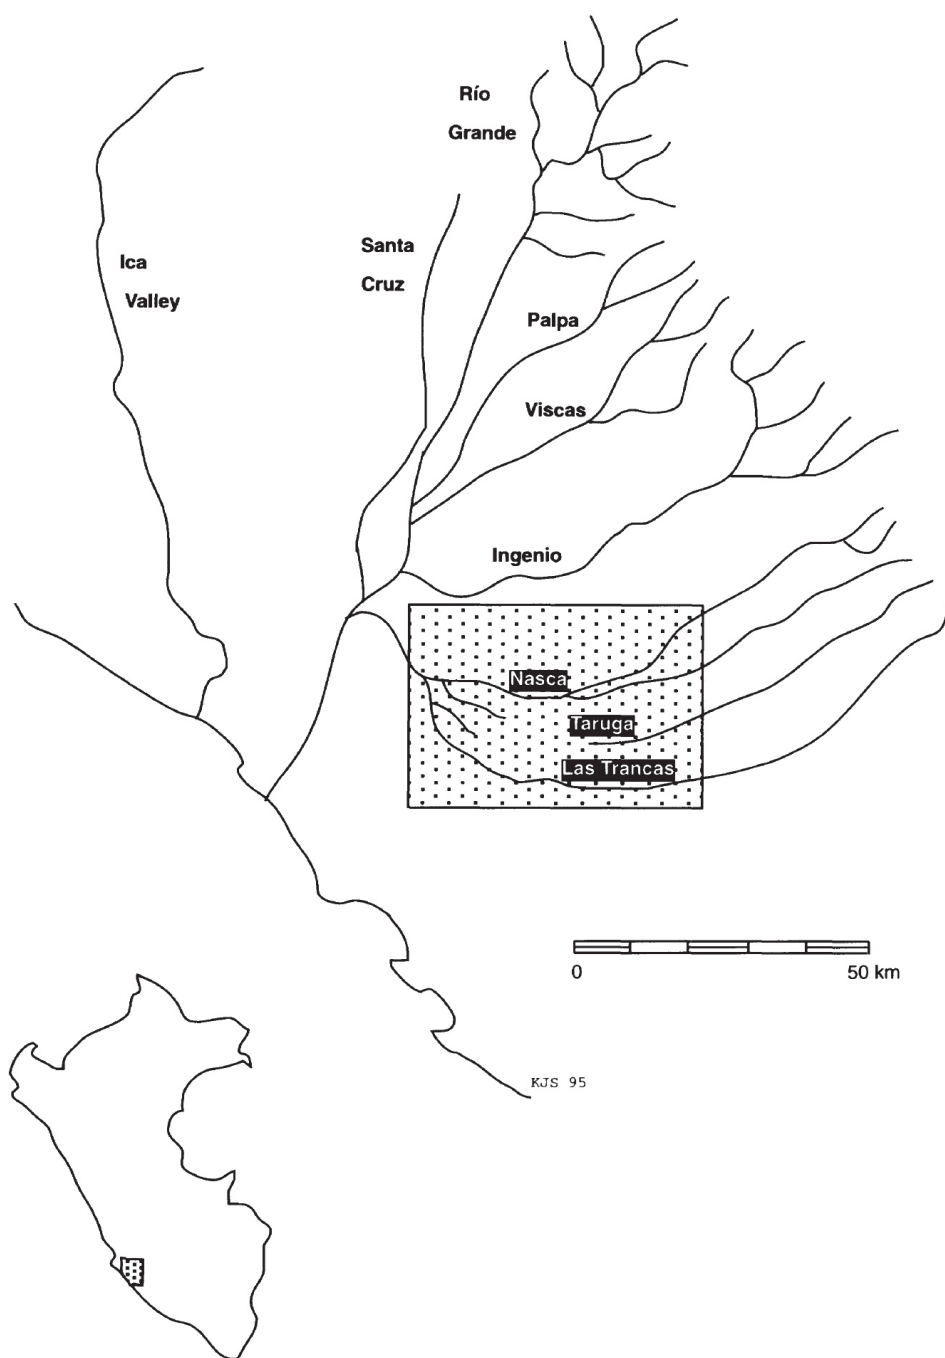 Río
Grande
Santa
Cruz
Ica
Valley
Palpa
Viscas
Ingenio
Nasca
Taruga
Las Trancas
0
50 km
KJS 95